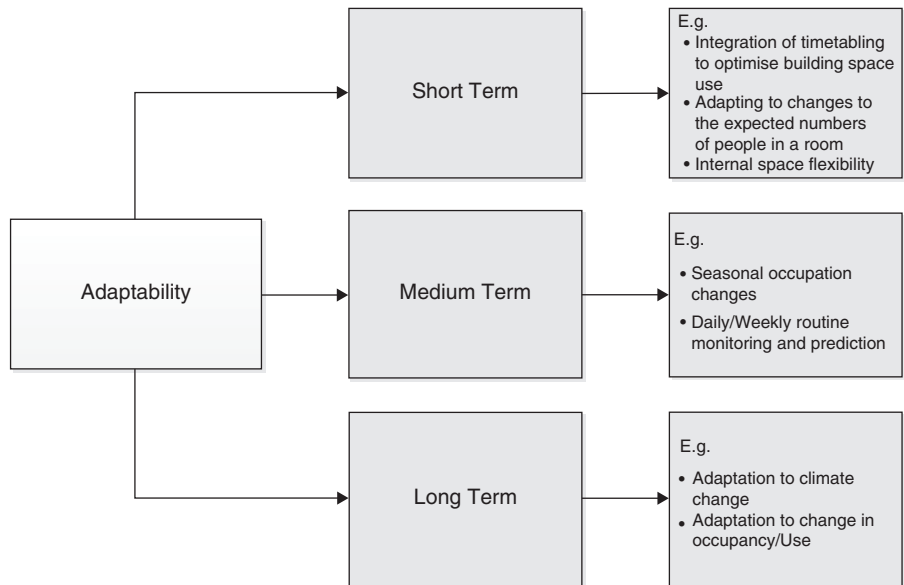 Adaptability
Short Term
E.g.
• Integration of timetabling
to optimise building space
use
• Adapting to changes to
the expected numbers
of people in a room
• Internal space flexibility
Medium Term
E.g.
• Seasonal occupation
changes
• Daily/Weekly routine
monitoring and prediction
Long Term
E.g.
• Adaptation to climate
change
• Adaptation to change in
occupancy/Use